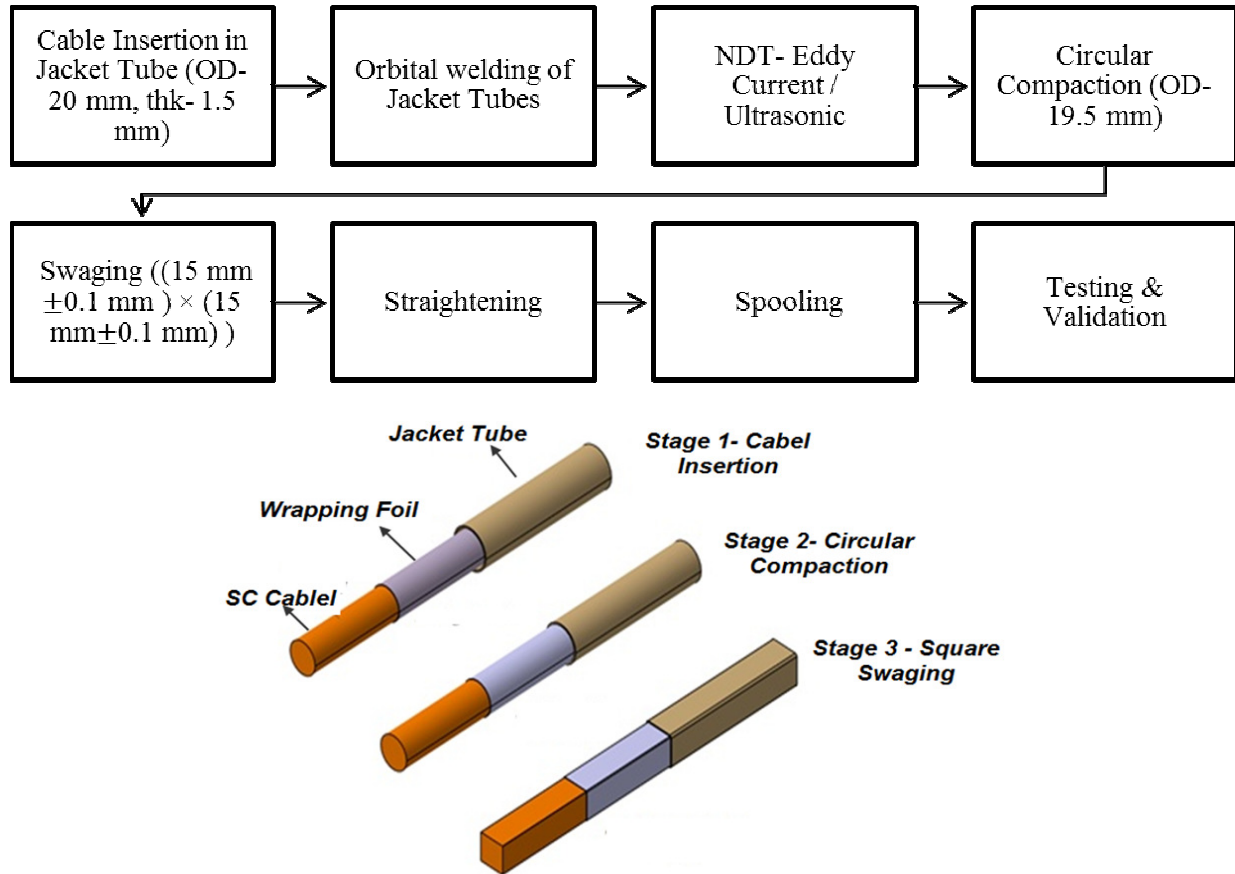 Cable Insertion in
Jacket Tube (OD-
20 mm, thk- 1.5
mm)
Orbital welding of
Jacket Tubes
NDT- Eddy
Current /
Ultrasonic
Circular
Compaction (OD-
19.5 mm)
Swaging ((15 mm
±0.1 mm ) × (15
mm±0.1 mm) )
Straightening
Spooling
Testing &
Validation
Jacket Tube
Stage 1- Cabel
Insertion
Wrapping Foil
Stage 2- Circular
Compaction
SC Cablel
Stage 3 - Square
Swaging